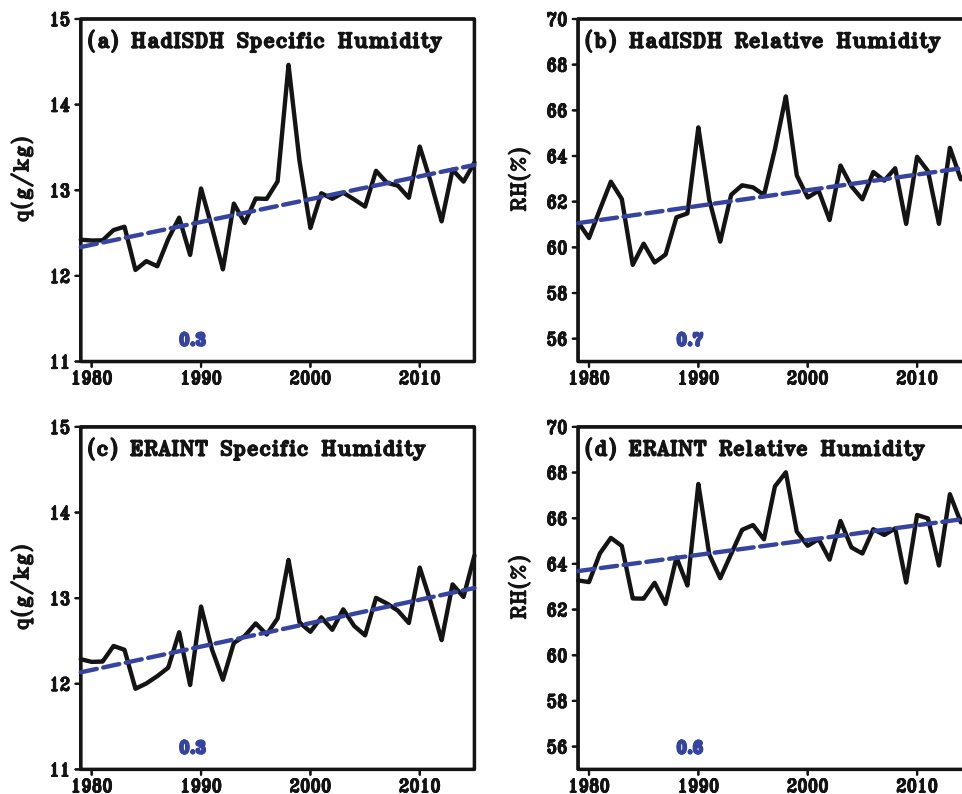 (a) HadISDH Specific Humidity
q(g/kg)
15
14
13
12
11
0.3
1980 1990 2000 2010
(b) HadISDH Relative Humidity
RH(%)
70
68
66
64
62
60
58
56
0.7
1980 1990 2000 2010
(c) ERAINT Specific Humidity
q(g/kg)
15
14
13
12
11
0.3
1980 1990 2000 2010
(d) ERAINT Relative Humidity
RH(%)
70
68
66
64
62
60
58
56
0.6
1980 1990 2000 2010